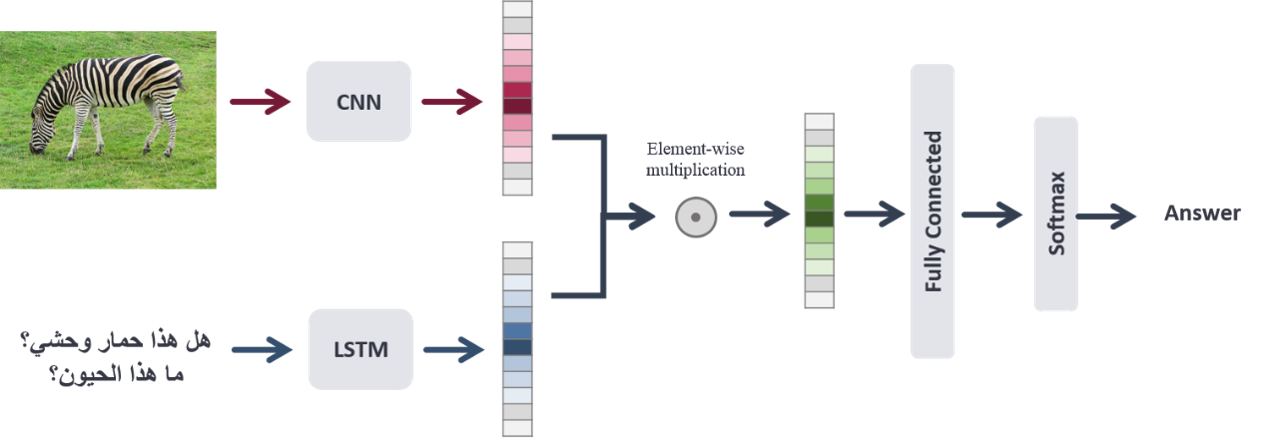 CNN
Element-wise
multiplication
Fully Connected
Softmax
Answer
هل هذا حمار وحشي؟
ما هذا الحيون؟
LSTM